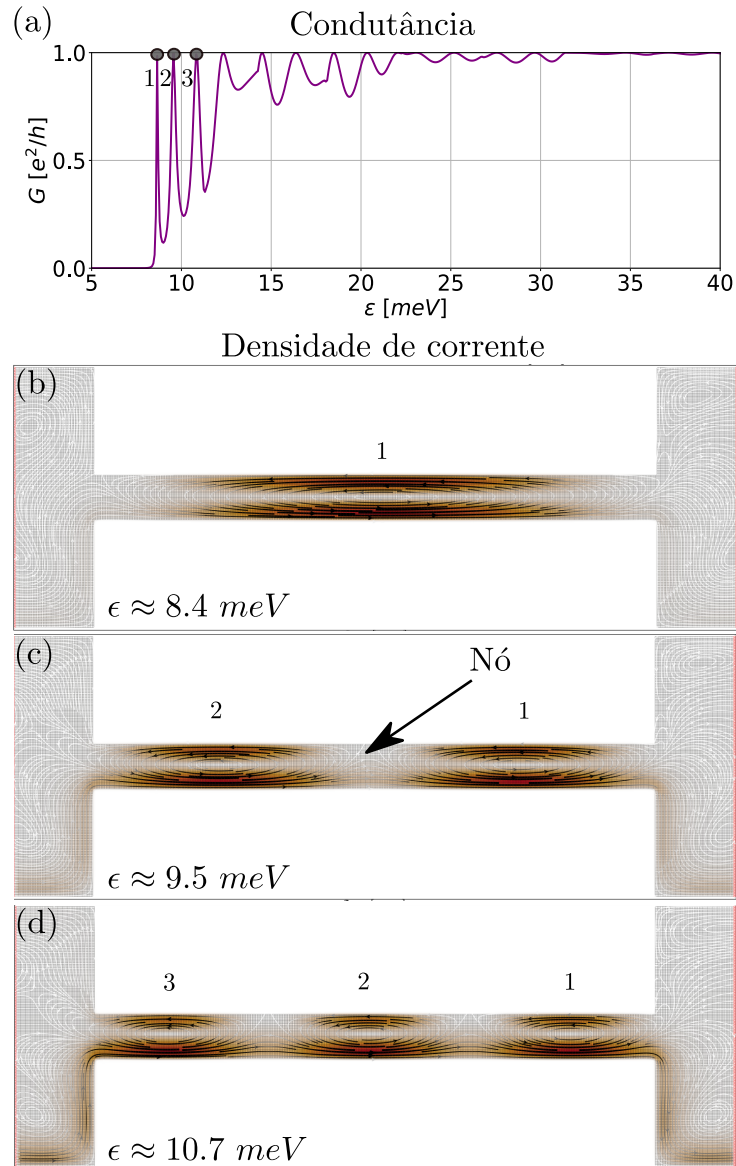 (a) Condutância
1.0
1 2 3
0.5
0.0
G [e²/h]
5 10 15 20 25 30 35 40
ε [meV]
Densidade de corrente
(b)
1
ϵ ≈ 8.4 meV
(c)
Nó
2 1
ϵ ≈ 9.5 meV
(d)
3 2 1
ϵ ≈ 10.7 meV